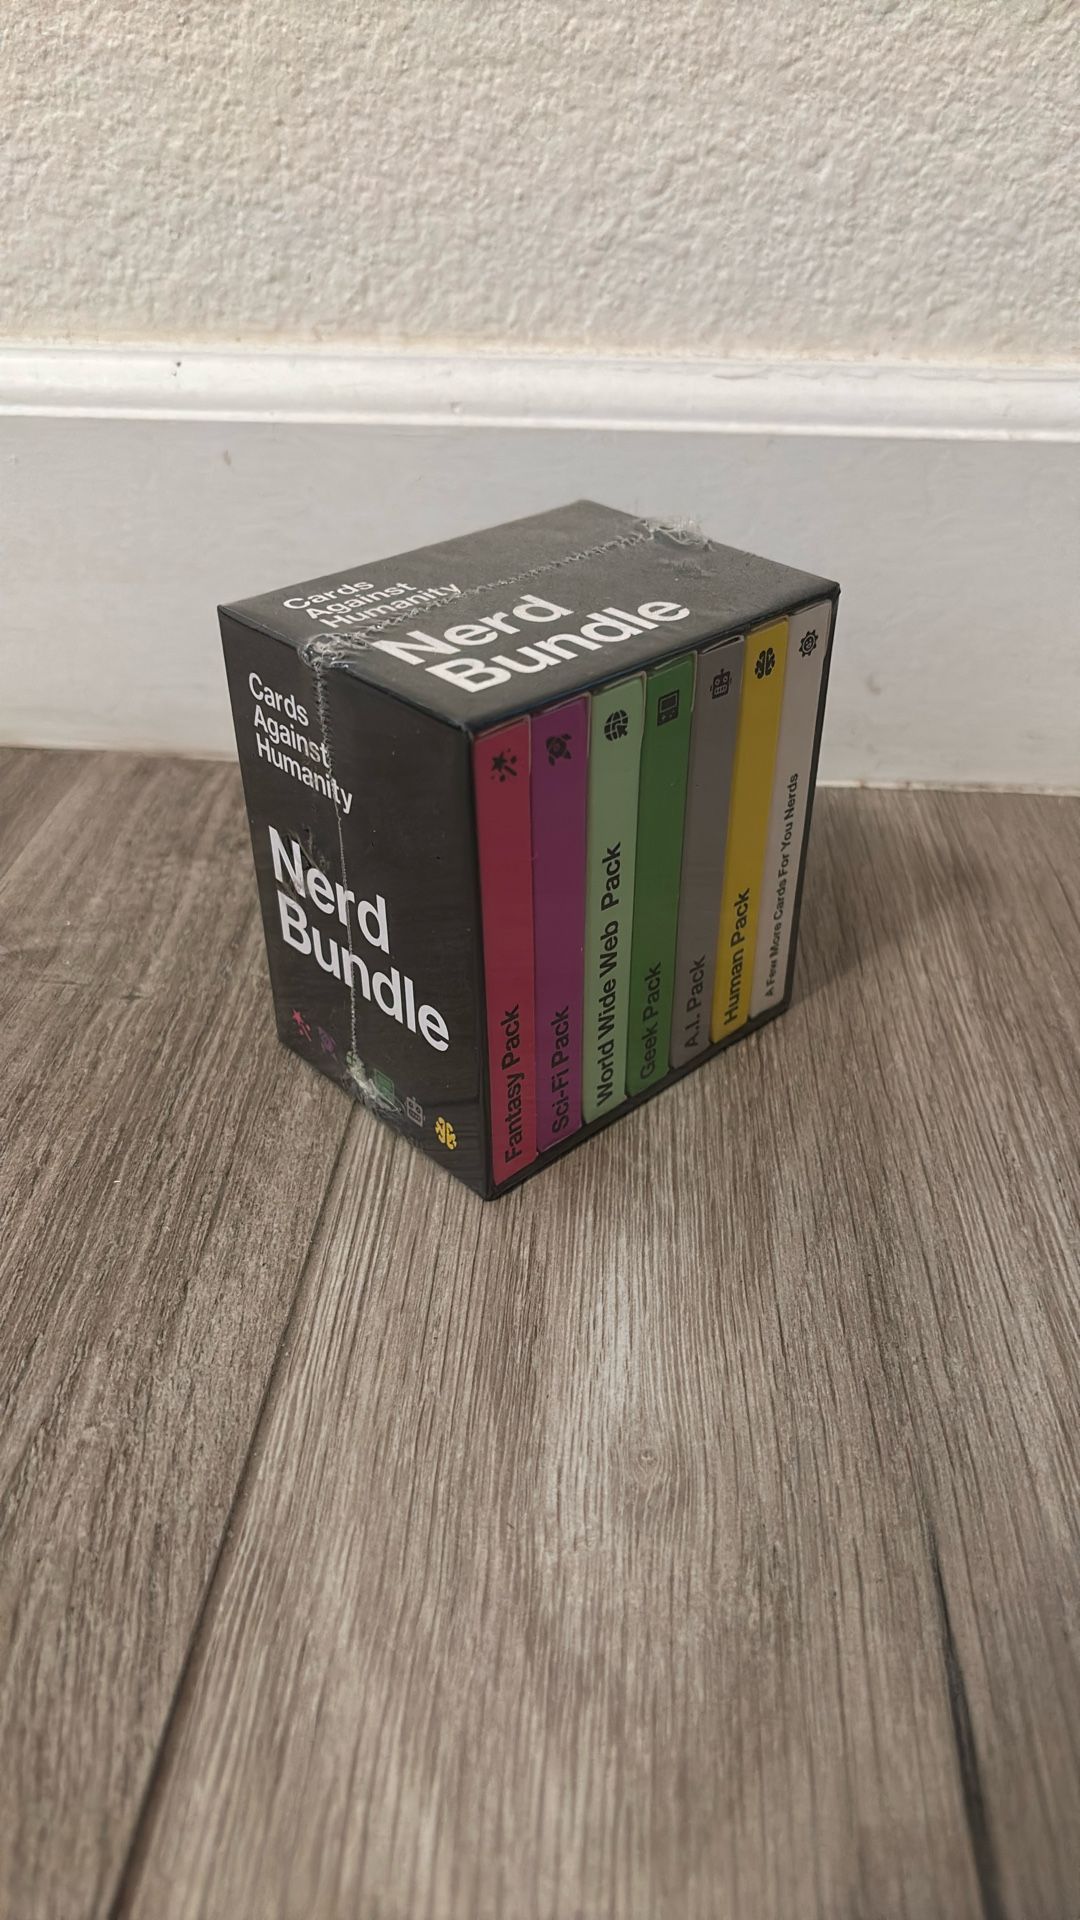 Cards
Against
Humanity
Nerd
Bundle
Cards
Against
Humanity
Nerd
Bundle
Fantasy Pack
Sci-Fi Pack
World Wide Web Pack
Geek Pack
A.I. Pack
Human Pack
A Few More Cards For You Nerds